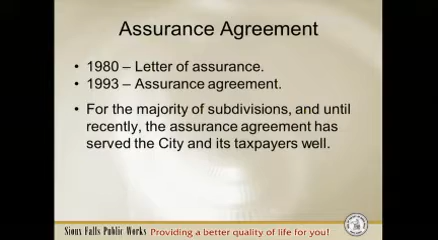 Assurance Agreement
• 1980 – Letter of assurance.
• 1993 – Assurance agreement.
• For the majority of subdivisions, and until
recently, the assurance agreement has
served the City and its taxpayers well.
Sioux Falls Public Works Providing a better quality of life for you!